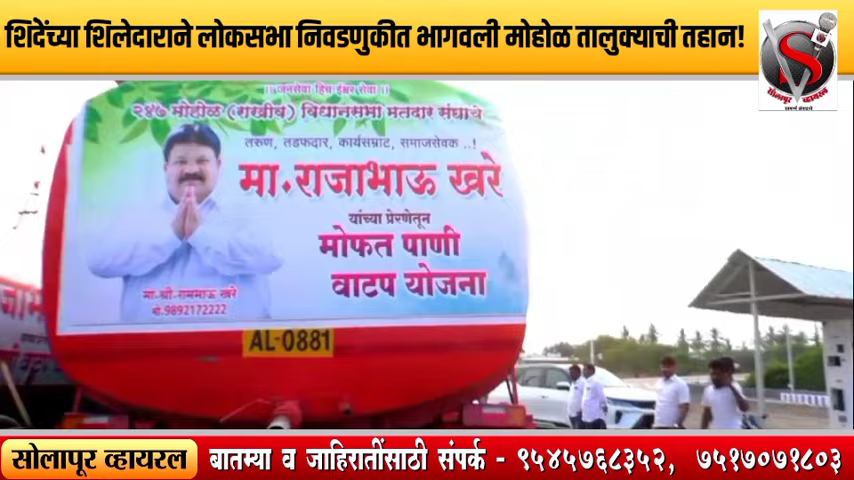 शिदेंच्या शिलेदाराने लोकसभा निवडणुकीत भागवली मोहोळ तालुक्याची तहान!
SV
सोलापूर व्हायरल
।। जनसेवा हिच ईश्वर सेवा ।।
२४७ मोहोळ (राखीव) विधानसभा मतदार संघाचे
तरुण, तडफदार, कार्यसम्राट, समाजसेवक ..!
मा.राजाभाऊ खरे
यांच्या प्रेरणेतून
मोफत पाणी
वाटप योजना
मा.श्री.राजाभाऊ खरे
मो.9892172222
AL-0881
सोलापूर व्हायरल बातम्या व जाहिरातींसाठी संपर्क - ९५४५७६८३५२, ७५१७०७१८०३